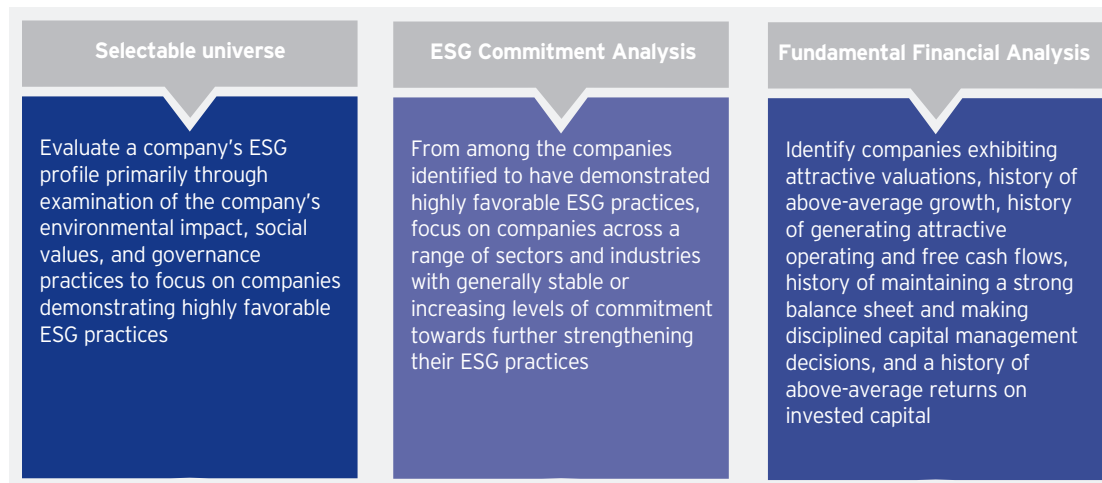 Selectable universe
Evaluate a company's ESG
profile primarily through
examination of the company's
environmental impact, social
values, and governance
practices to focus on companies
demonstrating highly favorable
ESG practices
ESG Commitment Analysis
From among the companies
identified to have demonstrated
highly favorable ESG practices,
focus on companies across a
range of sectors and industries
with generally stable or
increasing levels of commitment
towards further strengthening
their ESG practices
Fundamental Financial Analysis
Identify companies exhibiting
attractive valuations, history of
above-average growth, history
of generating attractive
operating and free cash flows,
history of maintaining a strong
balance sheet and making
disciplined capital management
decisions, and a history of
above-average returns on
invested capital